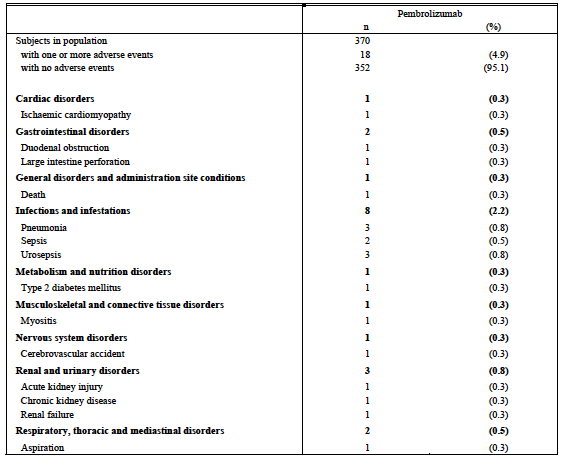 Pembrolizumab
n (%)
Subjects in population 370
with one or more adverse events 18 (4.9)
with no adverse events 352 (95.1)
Cardiac disorders 1 (0.3)
Ischaemic cardiomyopathy 1 (0.3)
Gastrointestinal disorders 2 (0.5)
Duodenal obstruction 1 (0.3)
Large intestine perforation 1 (0.3)
General disorders and administration site conditions 1 (0.3)
Death 1 (0.3)
Infections and infestations 8 (2.2)
Pneumonia 3 (0.8)
Sepsis 2 (0.5)
Urosepsis 3 (0.8)
Metabolism and nutrition disorders 1 (0.3)
Type 2 diabetes mellitus 1 (0.3)
Musculoskeletal and connective tissue disorders 1 (0.3)
Myositis 1 (0.3)
Nervous system disorders 1 (0.3)
Cerebrovascular accident 1 (0.3)
Renal and urinary disorders 3 (0.8)
Acute kidney injury 1 (0.3)
Chronic kidney disease 1 (0.3)
Renal failure 1 (0.3)
Respiratory, thoracic and mediastinal disorders 2 (0.5)
Aspiration 1 (0.3)